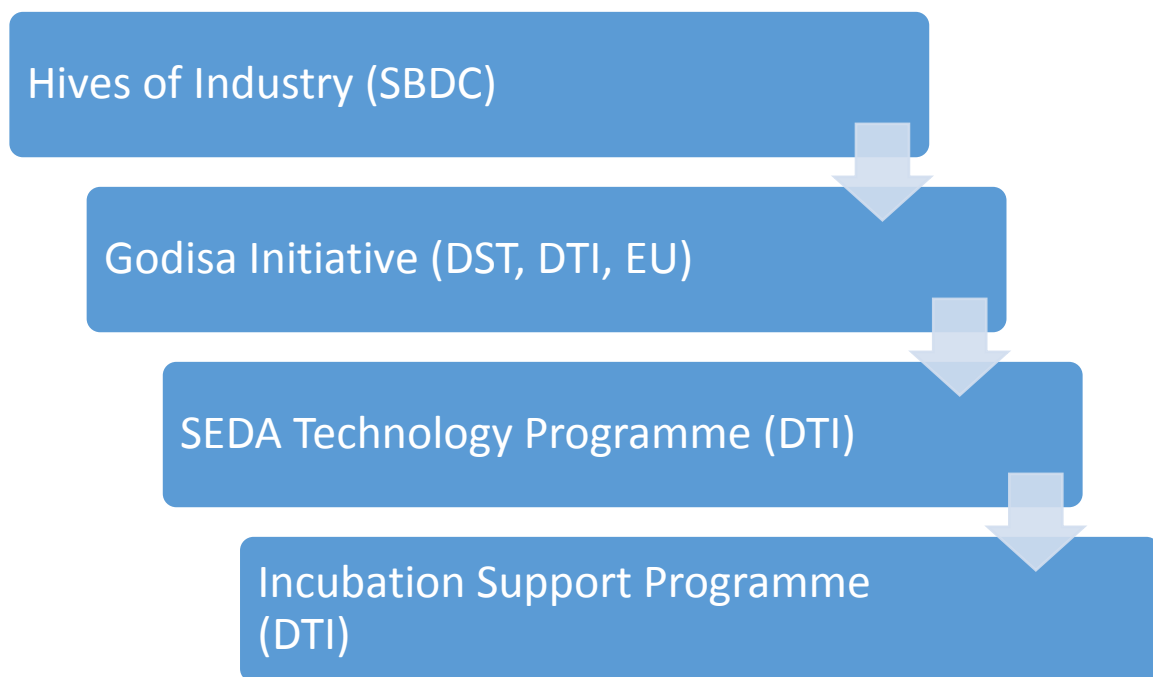 Hives of Industry (SBDC)
Godisa Initiative (DST, DTI, EU)
SEDA Technology Programme (DTI)
Incubation Support Programme
(DTI)